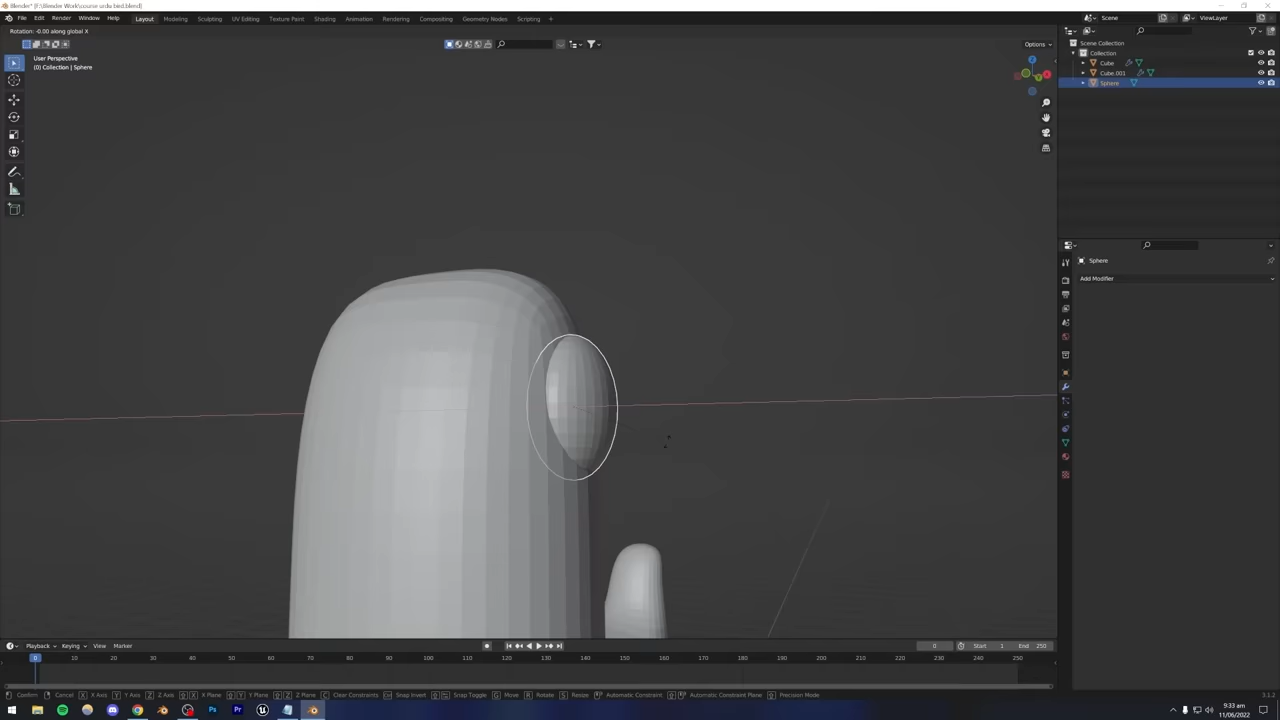 Blender* [F:\Blender Work\course urdu bird.blend]
File Edit Render Window Help Layout Modeling Sculpting UV Editing Texture Paint Shading Animation Rendering Compositing Geometry Nodes Scripting + Scene ViewLayer
Rotation: -0.00 along global X
Options
User Perspective
(0) Collection | Sphere
Scene Collection
Collection
Cube
Cube.001
Sphere
Sphere
Add Modifier
Playback Keying View Marker 0 Start 1 End 250
0 10 20 30 40 50 60 70 80 90 100 110 120 130 140 150 160 170 180 190 200 210 220 230 240 250
Confirm Cancel X X Axis Y Y Axis Z Z Axis X X Plane Y Y Plane Z Z Plane C Clear Constraints Snap Invert Snap Toggle G Move R Rotate S Resize Automatic Constraint Automatic Constraint Plane Precision Mode 3.1.2
9:33 am
11/06/2022